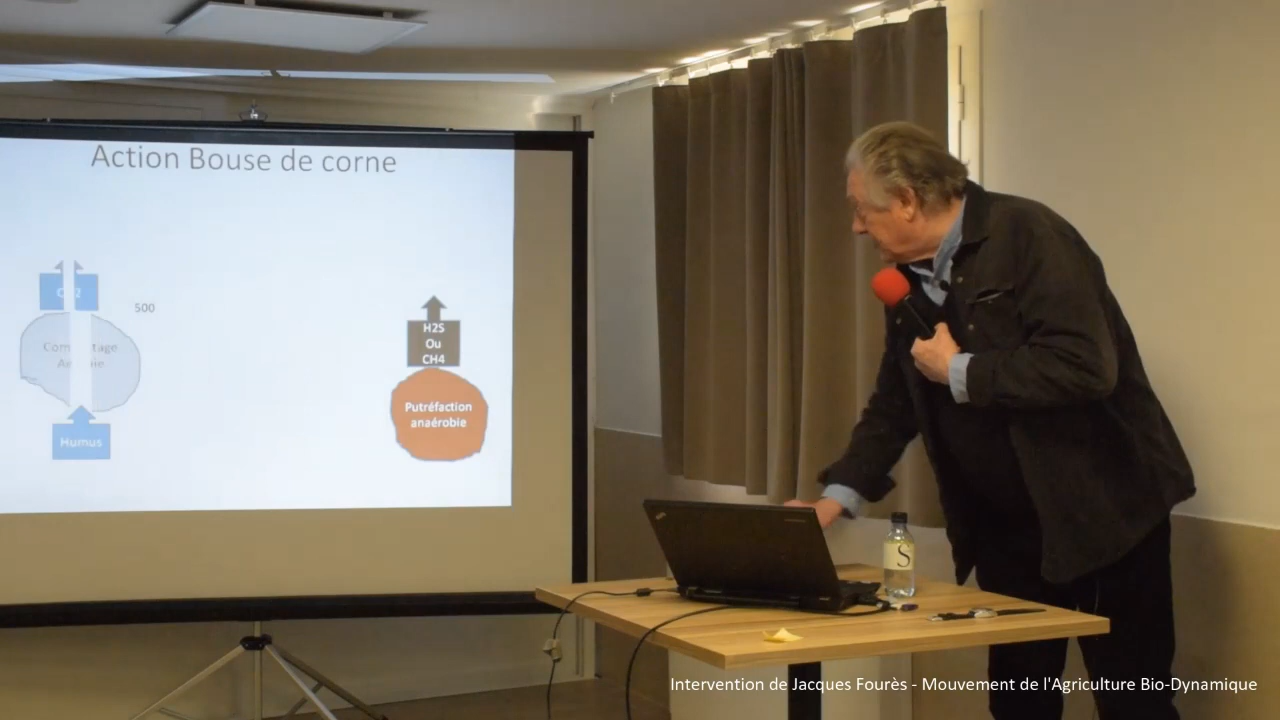 Action Bouse de corne
500
Humus
H2S
Ou
CH4
Putréfaction
anaérobie
S
Intervention de Jacques Fourès - Mouvement de l'Agriculture Bio-Dynamique